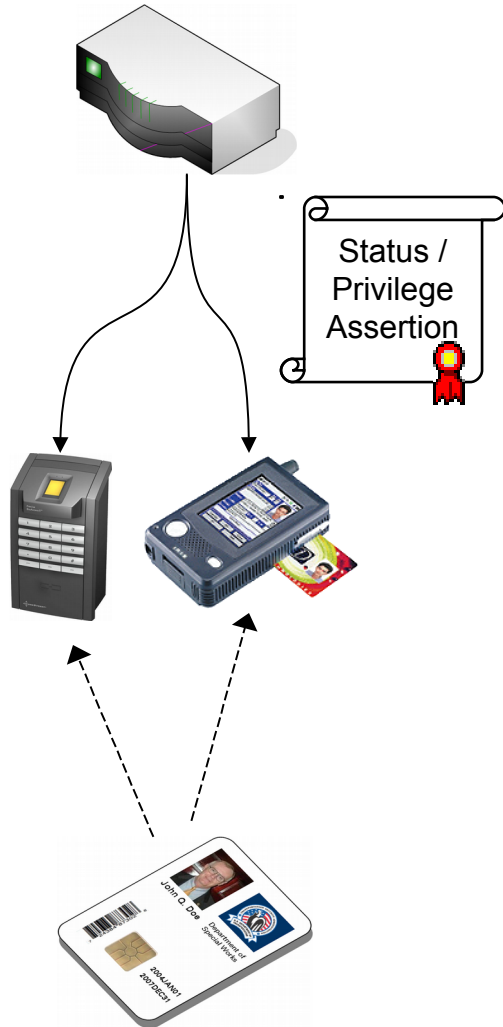 Status /
Privilege
Assertion
John Q. Doe
Department of
Special Works
2004JAN01
2007DEC31